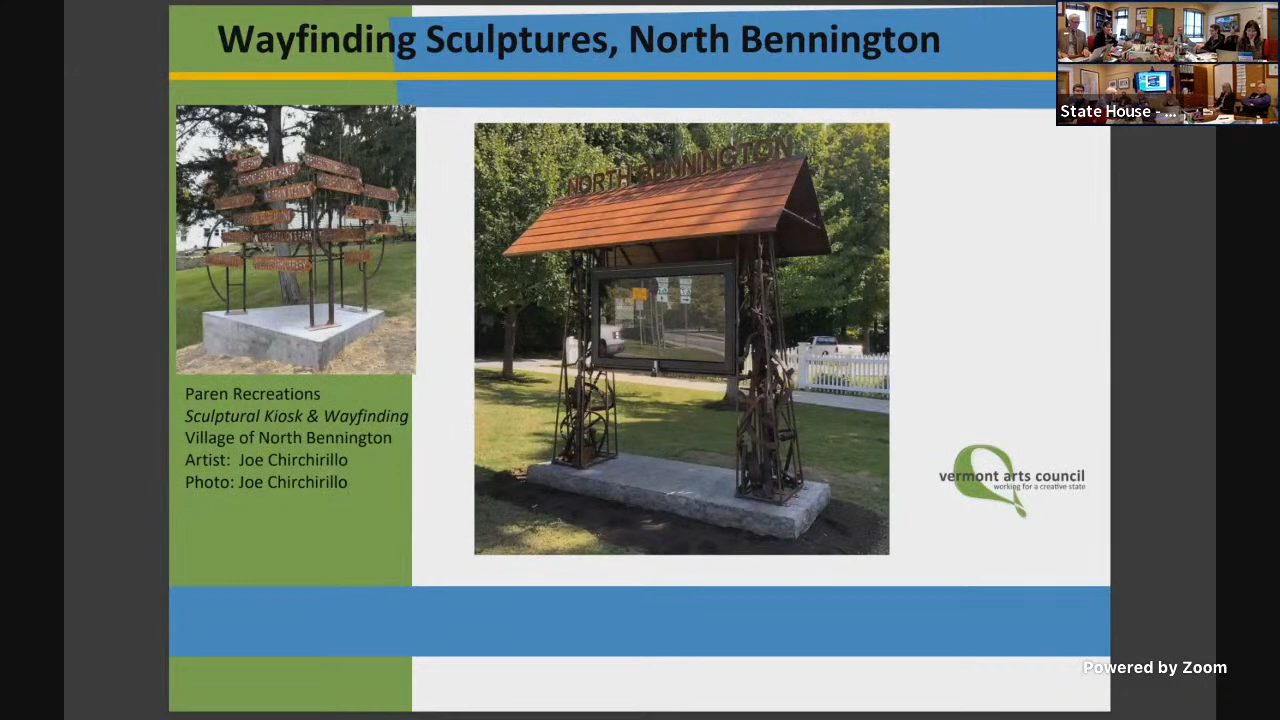 Wayfinding Sculptures, North Bennington
State House - ...
NORTH BENNINGTON
Paren Recreations
Sculptural Kiosk & Wayfinding
Village of North Bennington
Artist: Joe Chirchirillo
Photo: Joe Chirchirillo
vermont arts council
working for a creative state
Powered by Zoom